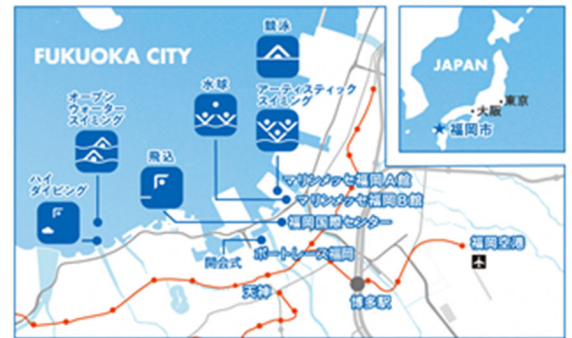 FUKUOKA CITY
競泳
水球
アーティスティック
スイミング
オープン
ウォーター
スイミング
飛込
ハイ
ダイビング
マリンメッセ福岡A館
マリンメッセ福岡B館
福岡国際センター
開会式
ボートレース福岡
福岡空港
天神
博多駅
JAPAN
東京
大阪
福岡市